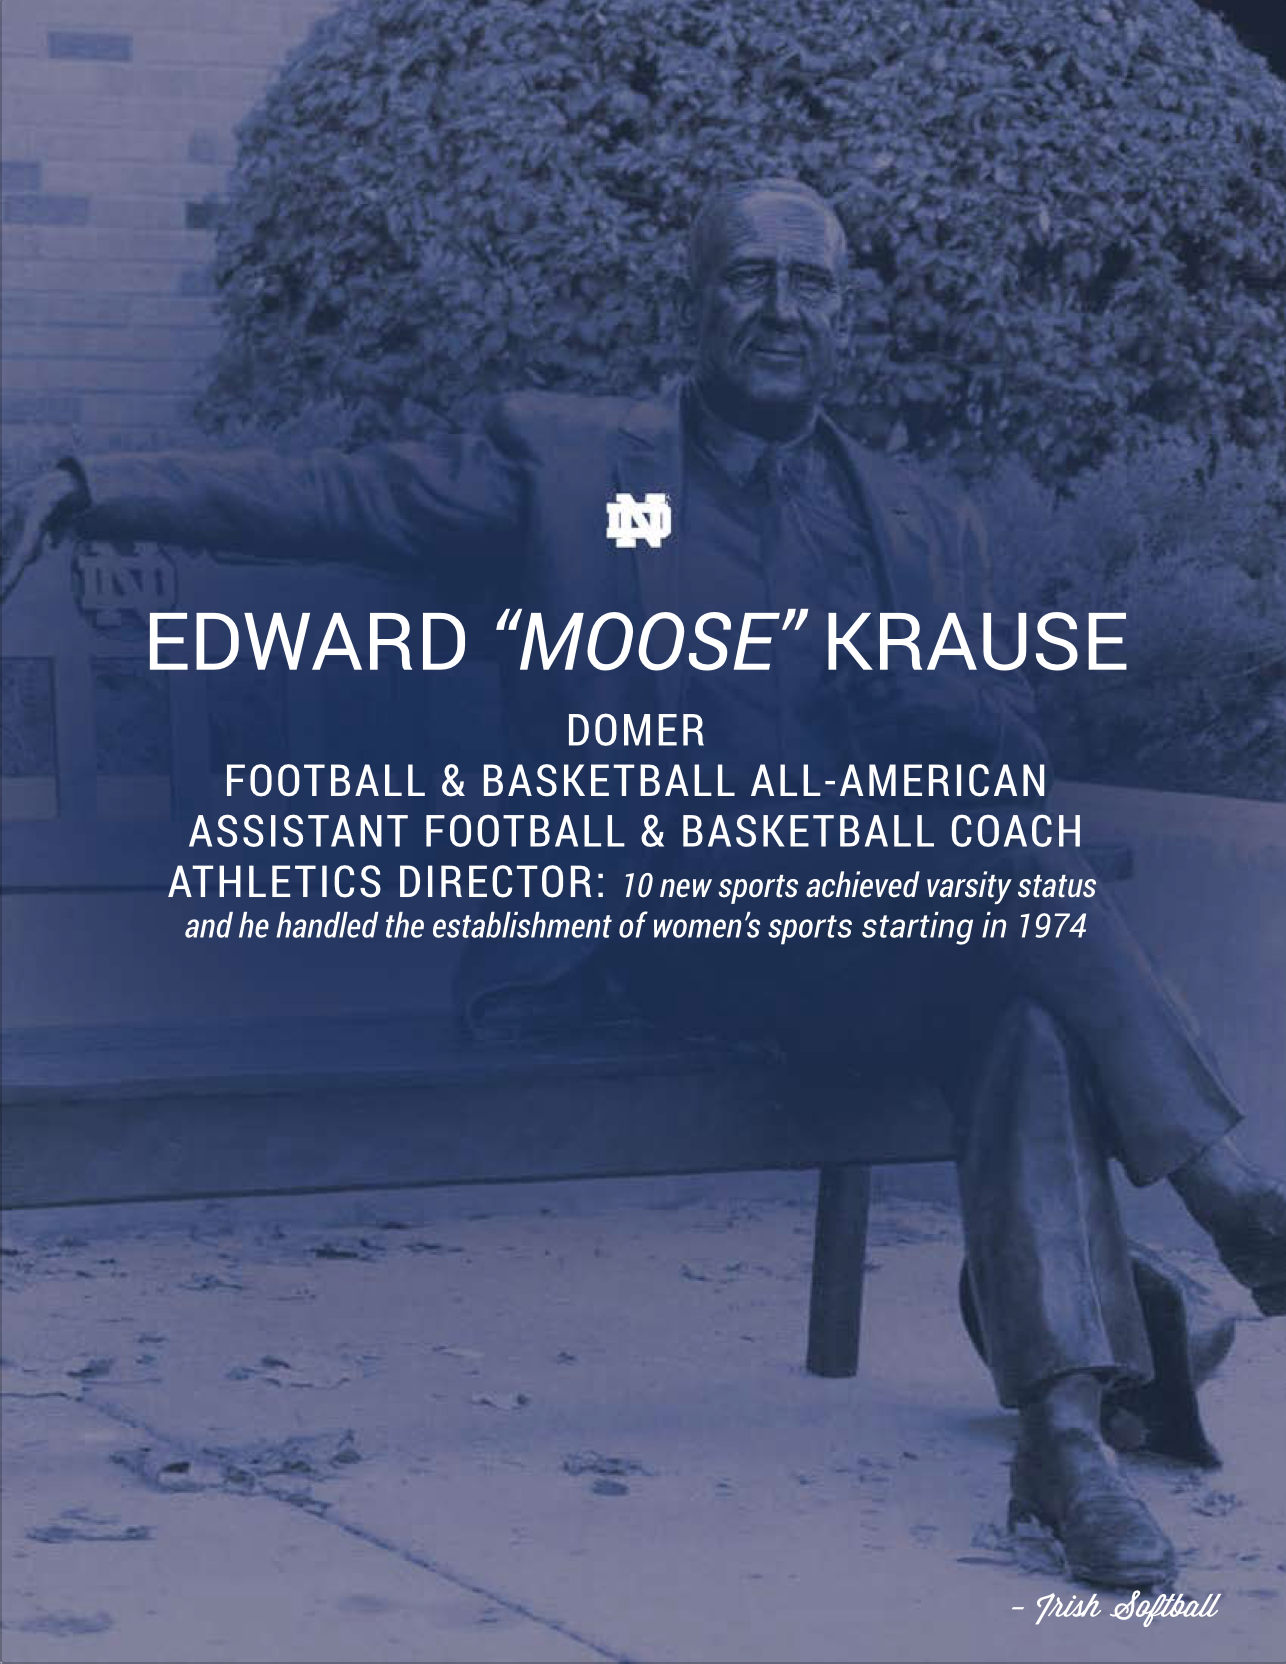 ND
EDWARD “MOOSE” KRAUSE
DOMER
FOOTBALL & BASKETBALL ALL-AMERICAN
ASSISTANT FOOTBALL & BASKETBALL COACH
ATHLETICS DIRECTOR: 10 new sports achieved varsity status
and he handled the establishment of women’s sports starting in 1974
– Irish Softball